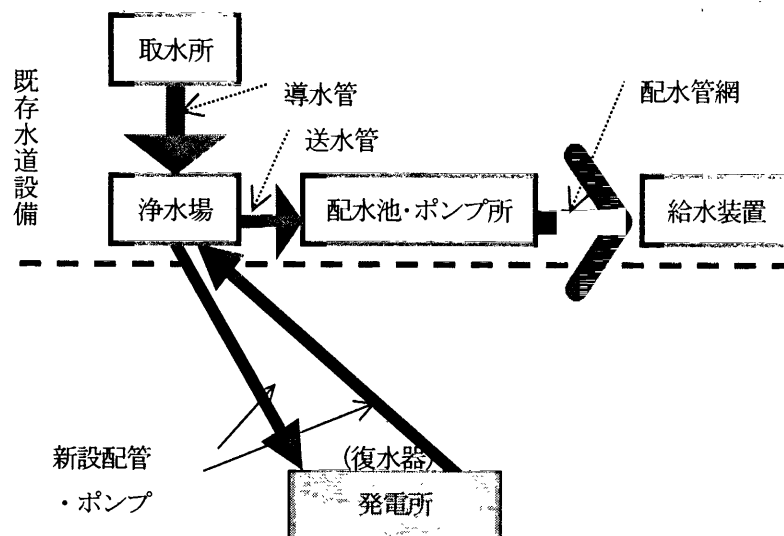 取水所
既存水道設備
導水管
配水管網
送水管
浄水場
配水池・ポンプ所
給水装置
新設配管
・ポンプ
(復水器)
発電所